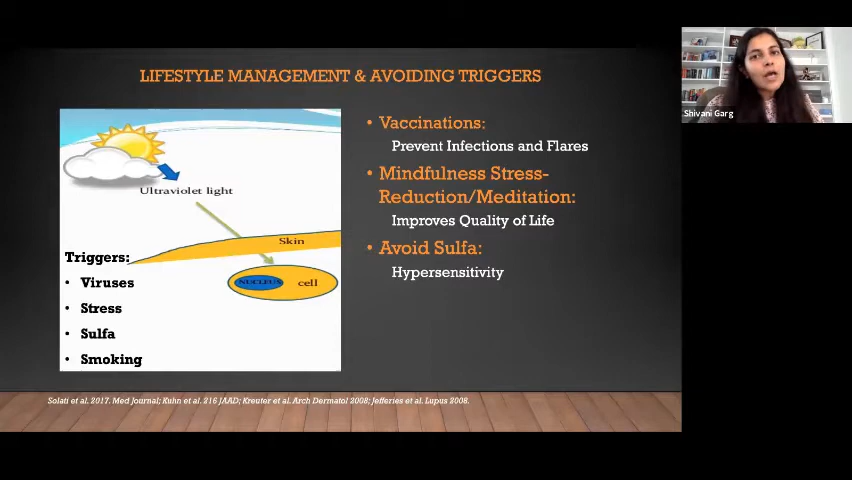 LIFESTYLE MANAGEMENT & AVOIDING TRIGGERS
Ultraviolet light
Skin
NUCLEUS
cell
Triggers:
• Viruses
• Stress
• Sulfa
• Smoking
• Vaccinations:
Prevent Infections and Flares
• Mindfulness Stress-
Reduction/Meditation:
Improves Quality of Life
• Avoid Sulfa:
Hypersensitivity
Solati et al. 2017. Med Journal; Kuhn et al. 216 JAAD; Kreuter et al. Arch Dermatol 2008; Jefferies et al. Lupus 2008.
Shivani Garg